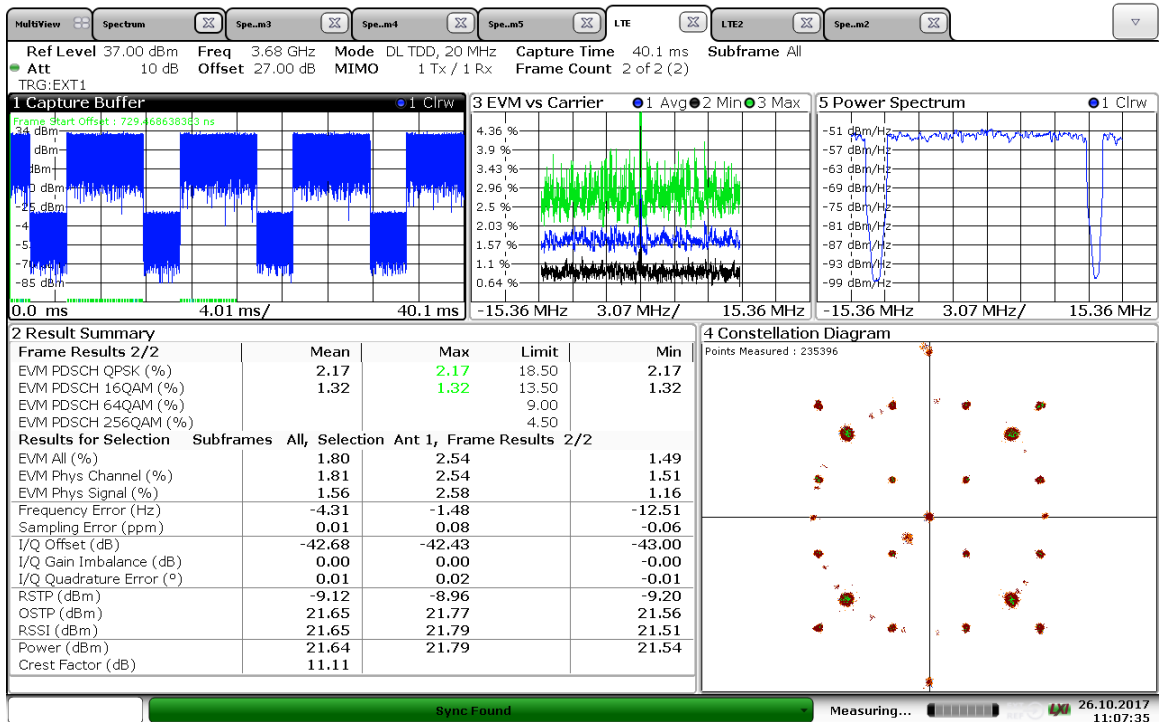 MultiView Spectrum Spe..m3 Spe..m4 Spe..m5 LTE LTE2 Spe..m2
Ref Level 37.00 dBm Freq 3.68 GHz Mode DL TDD, 20 MHz Capture Time 40.1 ms Subframe All
Att 10 dB Offset 27.00 dB MIMO 1 Tx / 1 Rx Frame Count 2 of 2 (2)
TRG:EXT1
1 Capture Buffer 1 Clrw
Frame Start Offset : 729.468638383 ns
34 dBm
dBm
dBm
dBm
-25 dBm
-85 dBm
0.0 ms 4.01 ms/ 40.1 ms
3 EVM vs Carrier 1 Avg 2 Min 3 Max
4.36 %
3.9 %
3.43 %
2.96 %
2.5 %
2.03 %
1.57 %
1.1 %
0.64 %
-15.36 MHz 3.07 MHz/ 15.36 MHz
5 Power Spectrum 1 Clrw
-51 dBm/Hz
-57 dBm/Hz
-63 dBm/Hz
-69 dBm/Hz
-75 dBm/Hz
-81 dBm/Hz
-87 dBm/Hz
-93 dBm/Hz
-99 dBm/Hz
-15.36 MHz 3.07 MHz/ 15.36 MHz
2 Result Summary
Frame Results 2/2 Mean Max Limit Min
EVM PDSCH QPSK (%) 2.17 2.17 18.50 2.17
EVM PDSCH 16QAM (%) 1.32 1.32 13.50 1.32
EVM PDSCH 64QAM (%) 9.00
EVM PDSCH 256QAM (%) 4.50
Results for Selection Subframes All, Selection Ant 1, Frame Results 2/2
EVM All (%) 1.80 2.54 1.49
EVM Phys Channel (%) 1.81 2.54 1.51
EVM Phys Signal (%) 1.56 2.58 1.16
Frequency Error (Hz) -4.31 -1.48 -12.51
Sampling Error (ppm) 0.01 0.08 -0.06
I/Q Offset (dB) -42.68 -42.43 -43.00
I/Q Gain Imbalance (dB) 0.00 0.00 -0.00
I/Q Quadrature Error (°) 0.01 0.02 -0.01
RSTP (dBm) -9.12 -8.96 -9.20
OSTP (dBm) 21.65 21.77 21.56
RSSI (dBm) 21.65 21.79 21.51
Power (dBm) 21.64 21.79 21.54
Crest Factor (dB) 11.11
4 Constellation Diagram
Points Measured : 235396
Sync Found
Measuring...
REF
LXI
26.10.2017
11:07:35